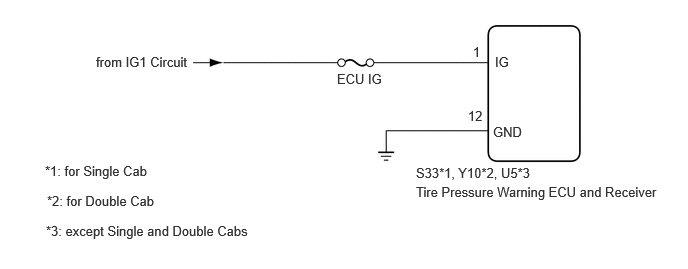 from IG1 Circuit
ECU IG
1
IG
12
GND
S33*1, Y10*2, U5*3
Tire Pressure Warning ECU and Receiver
*1: for Single Cab
*2: for Double Cab
*3: except Single and Double Cabs